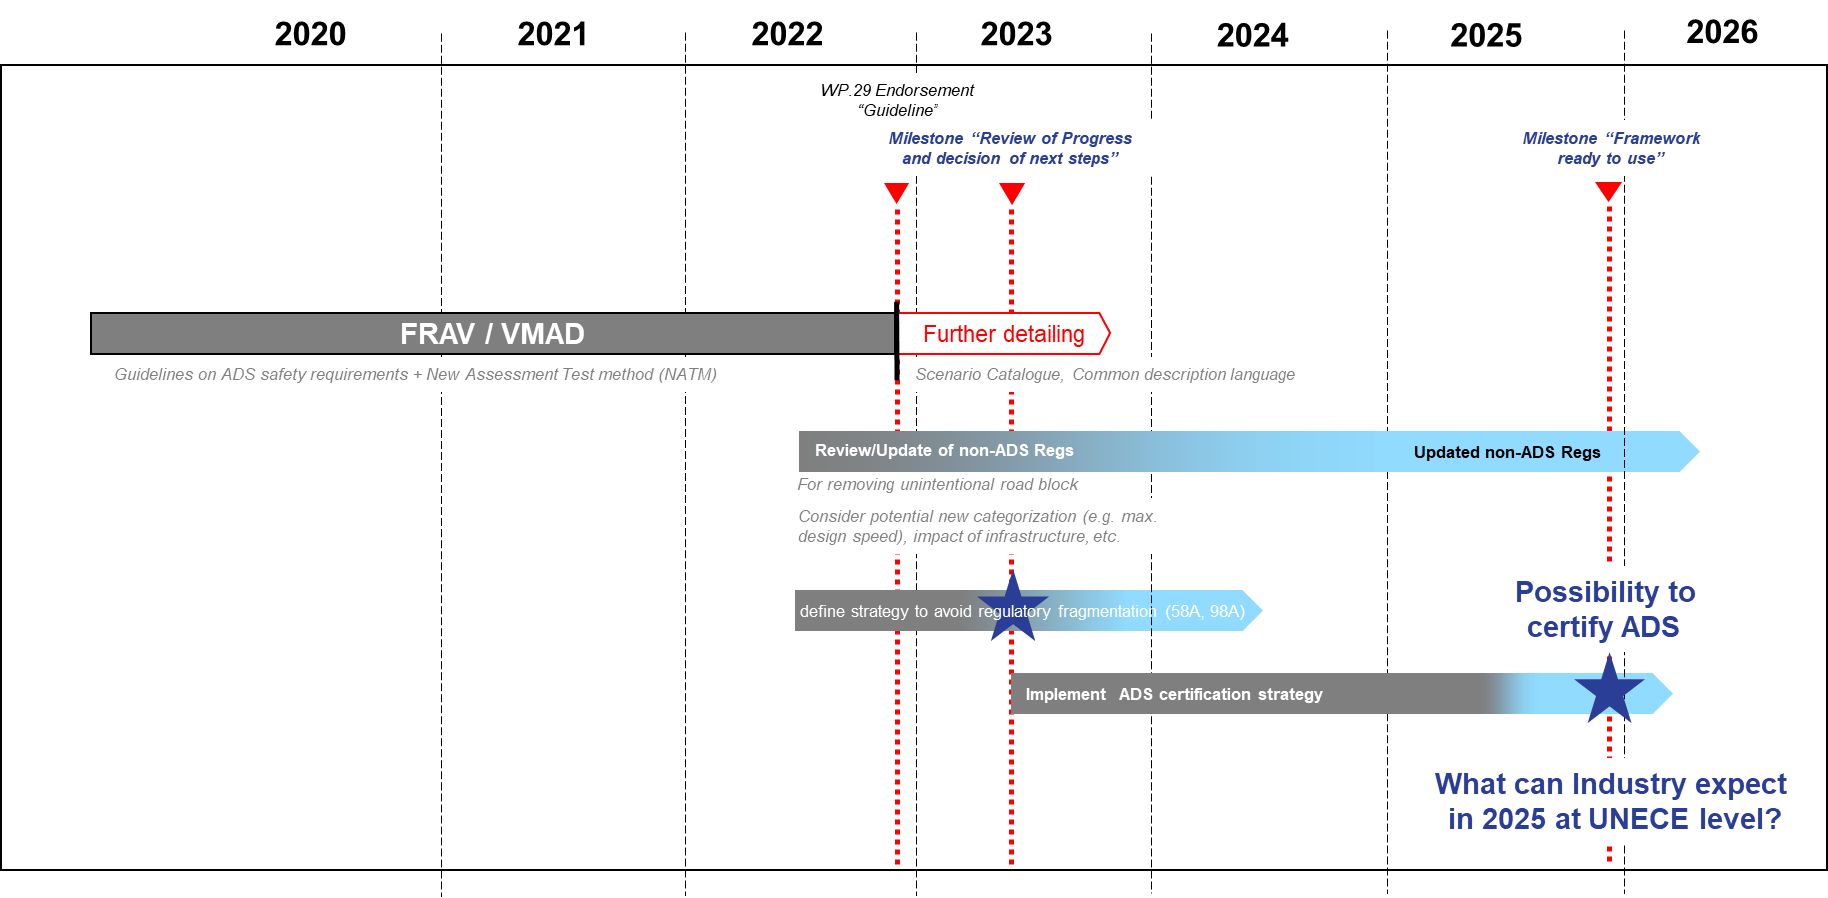 2020 2021 2022 2023 2024 2025 2026
WP.29 Endorsement
“Guideline”
Milestone “Review of Progress
and decision of next steps”
Milestone “Framework
ready to use”
FRAV / VMAD
Further detailing
Guidelines on ADS safety requirements + New Assessment Test method (NATM)
Scenario Catalogue, Common description language
Review/Update of non-ADS Regs
Updated non-ADS Regs
For removing unintentional road block
Consider potential new categorization (e.g. max.
design speed), impact of infrastructure, etc.
define strategy to avoid regulatory fragmentation (58A, 98A)
Possibility to
certify ADS
Implement ADS certification strategy
What can Industry expect
in 2025 at UNECE level?